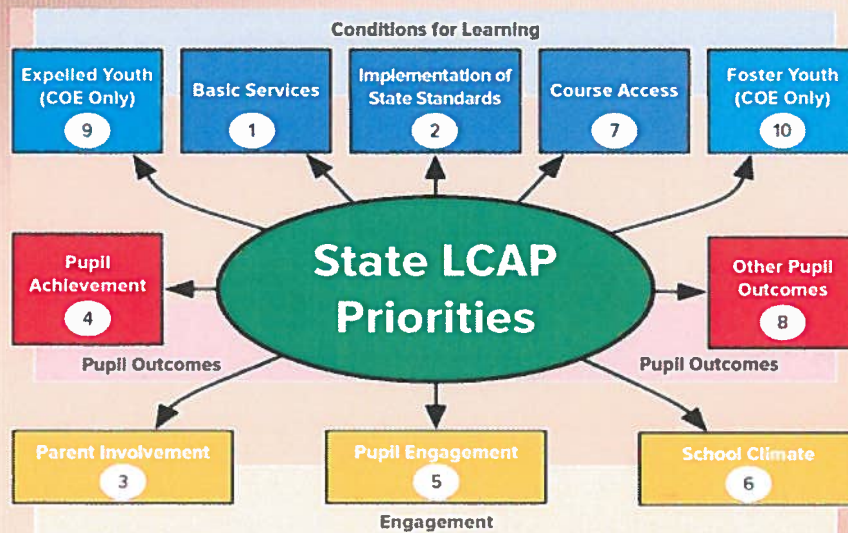 Conditions for Learning
Expelled Youth
(COE Only)
9
Basic Services
1
Implementation of
State Standards
2
Course Access
7
Foster Youth
(COE Only)
10
State LCAP
Priorities
Pupil
Achievement
4
Other Pupil
Outcomes
8
Pupil Outcomes
Pupil Outcomes
Parent Involvement
3
Pupil Engagement
5
School Climate
6
Engagement